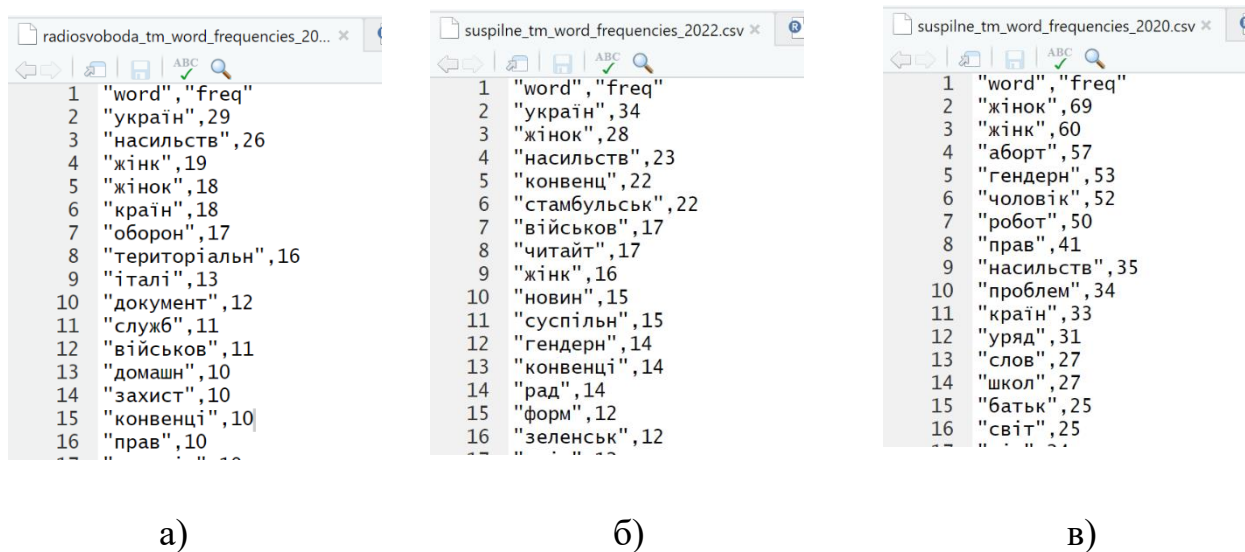 radiosvoboda_tm_word_frequencies_20... ×
ABC
1 "word","freq"
2 "україн",29
3 "насильств",26
4 "жінк",19
5 "жінок",18
6 "країн",18
7 "оборон",17
8 "територіальн",16
9 "італі",13
10 "документ",12
11 "служб",11
12 "військов",11
13 "домашн",10
14 "захист",10
15 "конвенці",10
16 "прав",10
а)
suspilne_tm_word_frequencies_2022.csv ×
ABC
1 "word","freq"
2 "україн",34
3 "жінок",28
4 "насильств",23
5 "конвенц",22
6 "стамбульськ",22
7 "військов",17
8 "читайт",17
9 "жінк",16
10 "новин",15
11 "суспільн",15
12 "гендерн",14
13 "конвенці",14
14 "рад",14
15 "форм",12
16 "зеленськ",12
б)
suspilne_tm_word_frequencies_2020.csv ×
ABC
1 "word","freq"
2 "жінок",69
3 "жінк",60
4 "аборт",57
5 "гендерн",53
6 "чоловік",52
7 "робот",50
8 "прав",41
9 "насильств",35
10 "проблем",34
11 "країн",33
12 "уряд",31
13 "слов",27
14 "школ",27
15 "батьк",25
16 "світ",25
в)